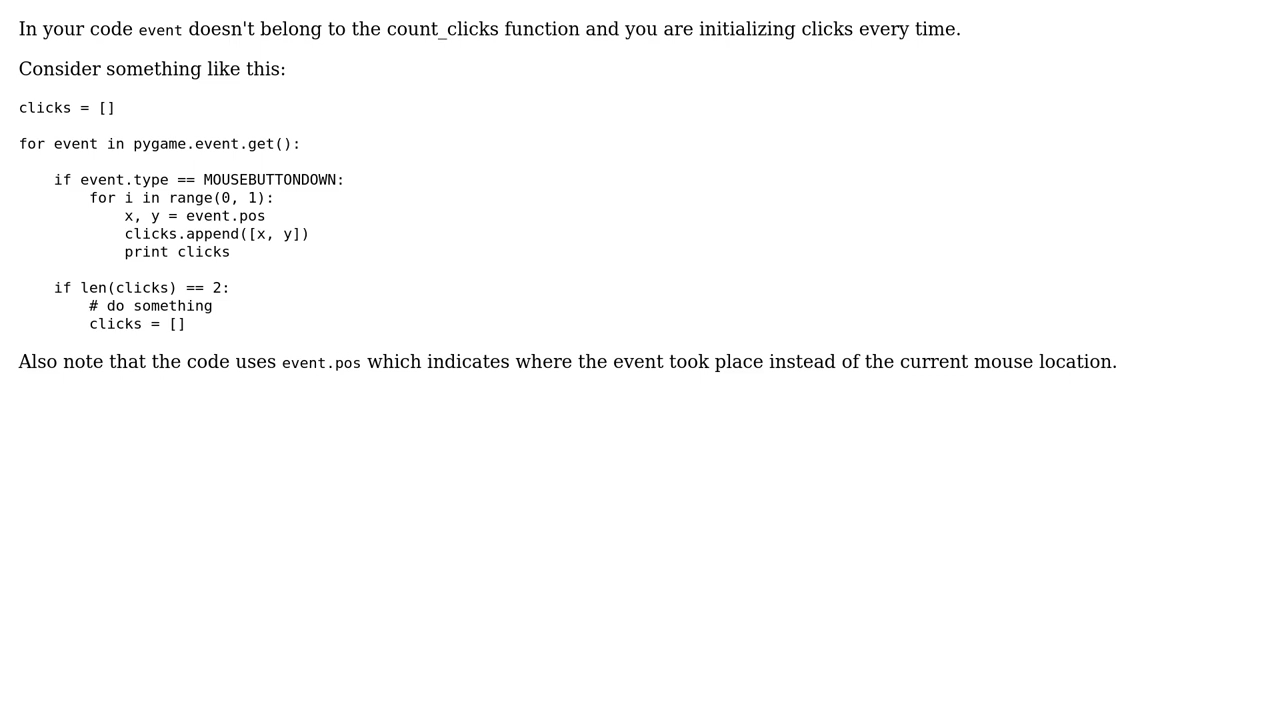 In your code event doesn't belong to the count_clicks function and you are initializing clicks every time.
Consider something like this:
clicks = []
for event in pygame.event.get():
    if event.type == MOUSEBUTTONDOWN:
        for i in range(0, 1):
            x, y = event.pos
            clicks.append([x, y])
            print clicks
    if len(clicks) == 2:
        # do something
        clicks = []
Also note that the code uses event.pos which indicates where the event took place instead of the current mouse location.